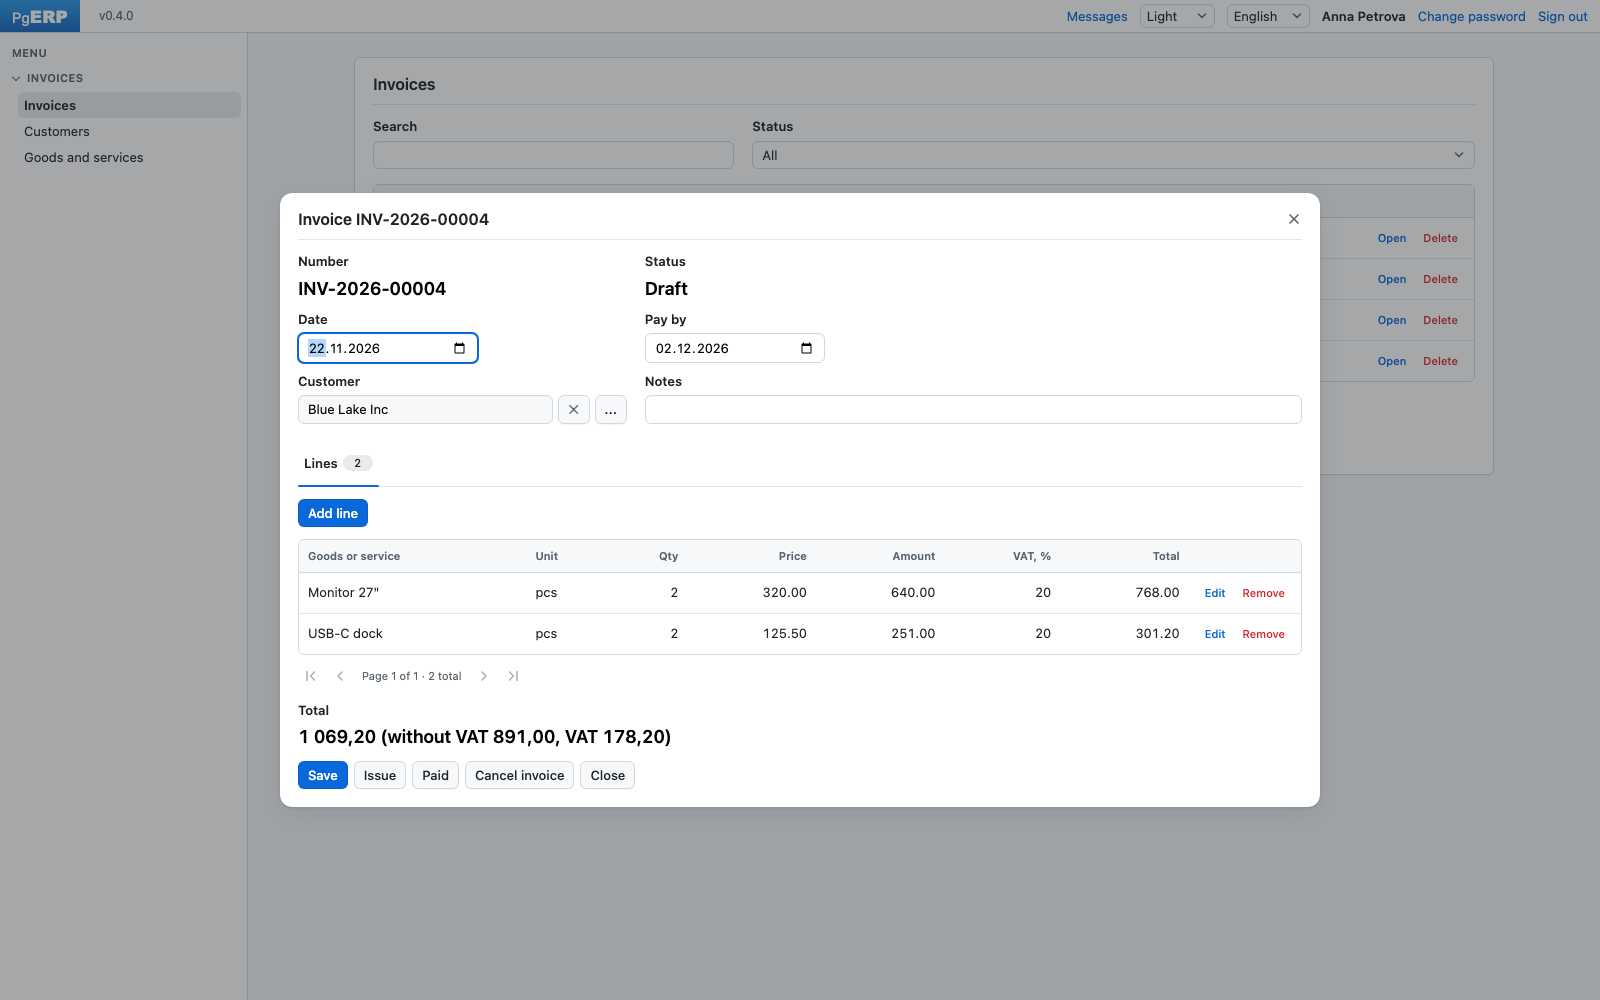 PgERP v0.4.0 Messages Light English Anna Petrova Change password Sign out
MENU
INVOICES
Invoices
Customers
Goods and services
Invoices
Search Status
All
Open Delete
Open Delete
Open Delete
Open Delete
Invoice INV-2026-00004
Number Status
INV-2026-00004 Draft
Date Pay by
22.11.2026 02.12.2026
Customer Notes
Blue Lake Inc ...
Lines 2
Add line
Goods or service Unit Qty Price Amount VAT, % Total
Monitor 27" pcs 2 320.00 640.00 20 768.00 Edit Remove
USB-C dock pcs 2 125.50 251.00 20 301.20 Edit Remove
Page 1 of 1 · 2 total
Total
1 069,20 (without VAT 891,00, VAT 178,20)
Save Issue Paid Cancel invoice Close